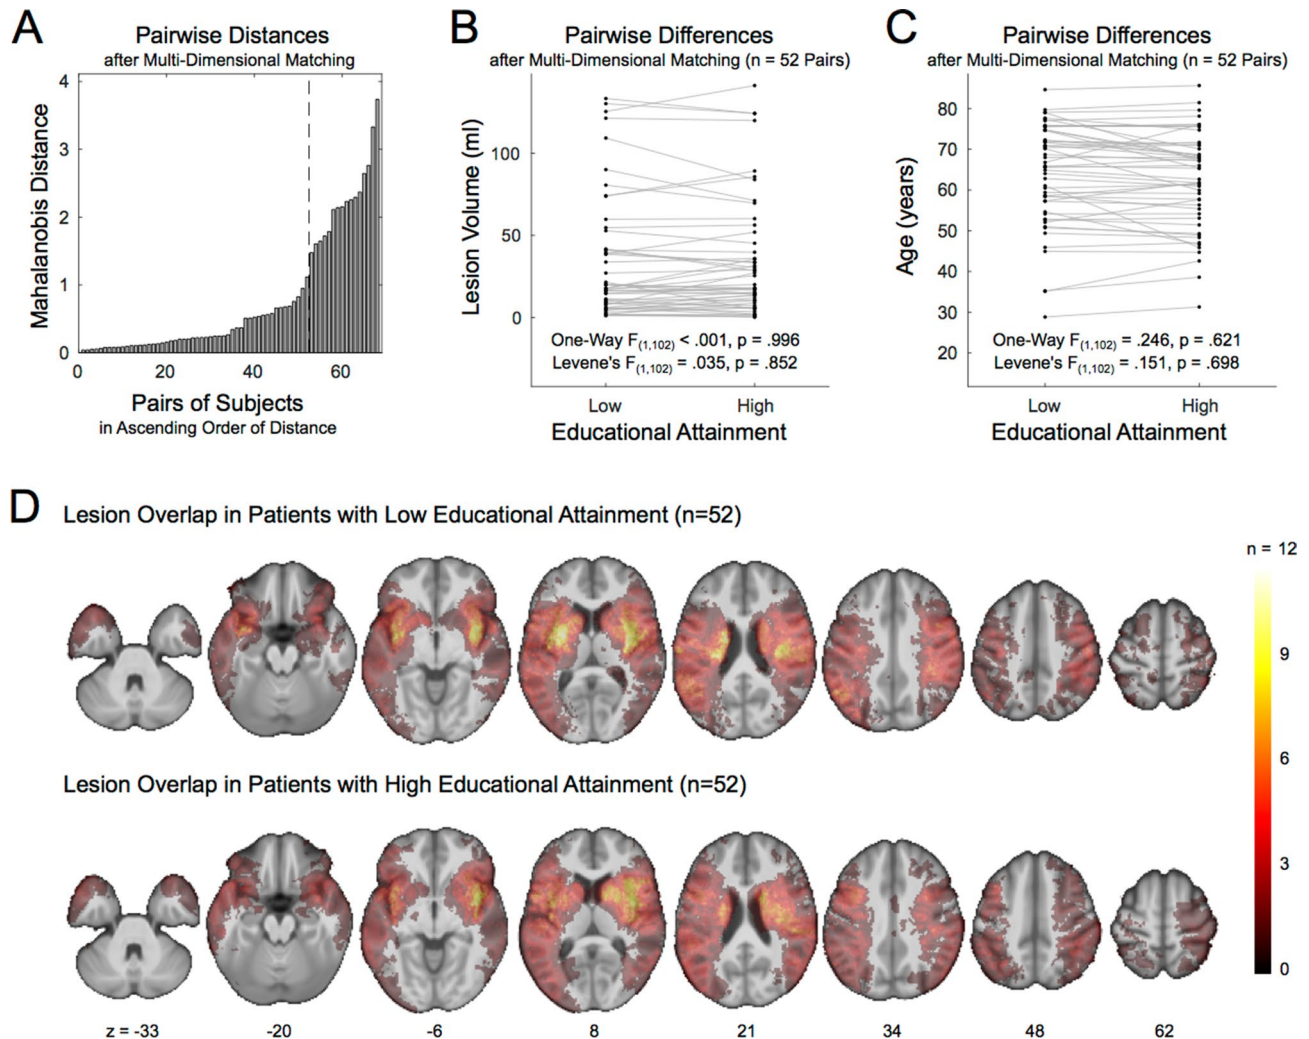 A
Pairwise Distances
after Multi-Dimensional Matching
4
3
2
1
0
Mahalanobis Distance
0 20 40 60
Pairs of Subjects
in Ascending Order of Distance
B
Pairwise Differences
after Multi-Dimensional Matching (n = 52 Pairs)
100
50
0
Lesion Volume (ml)
One-Way F(1,102) < .001, p = .996
Levene's F(1,102) = .035, p = .852
Low High
Educational Attainment
C
Pairwise Differences
after Multi-Dimensional Matching (n = 52 Pairs)
80
70
60
50
40
30
20
Age (years)
One-Way F(1,102) = .246, p = .621
Levene's F(1,102) = .151, p = .698
Low High
Educational Attainment
D
Lesion Overlap in Patients with Low Educational Attainment (n=52)
Lesion Overlap in Patients with High Educational Attainment (n=52)
z = -33 -20 -6 8 21 34 48 62
n = 12
9
6
3
0